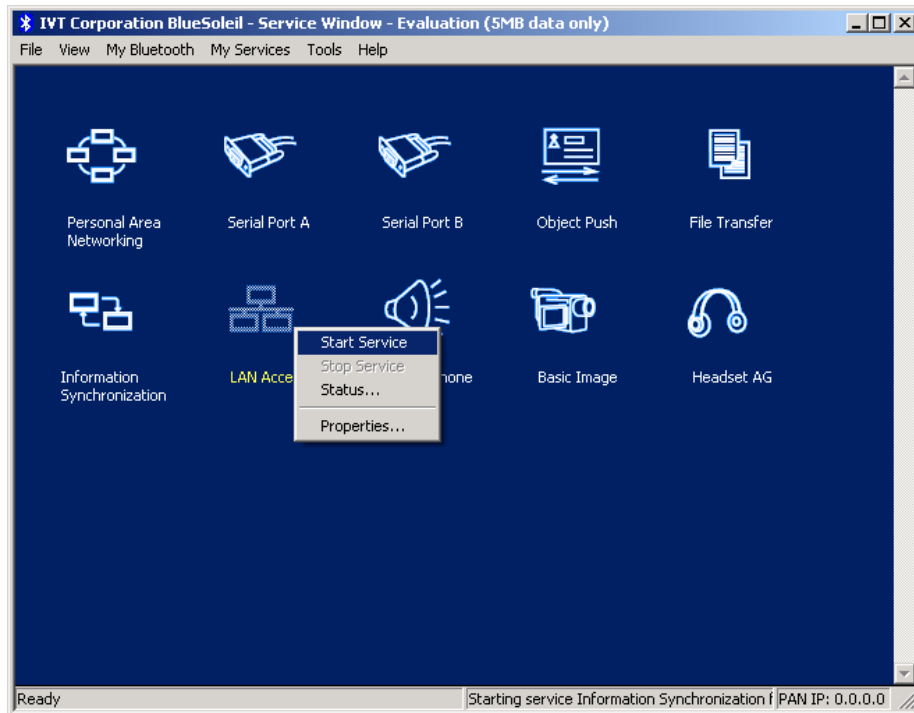 IVT Corporation BlueSoleil - Service Window - Evaluation (5MB data only)
File View My Bluetooth My Services Tools Help
Personal Area
Networking
Serial Port A
Serial Port B
Object Push
File Transfer
Information
Synchronization
LAN Acce
hone
Basic Image
Headset AG
Start Service
Stop Service
Status...
Properties...
Ready
Starting service Information Synchronization f
PAN IP: 0.0.0.0